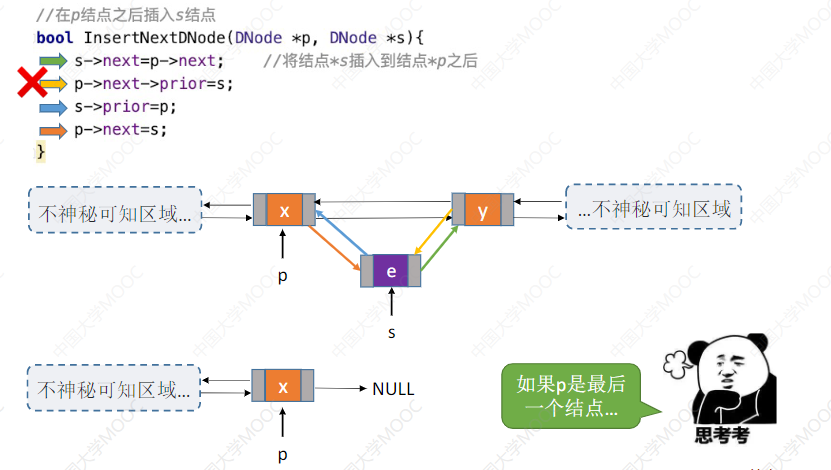 //在p结点之后插入s结点
bool InsertNextDNode(DNode *p, DNode *s){
s->next=p->next; //将结点*s插入到结点*p之后
p->next->prior=s;
s->prior=p;
p->next=s;
}
不神秘可知区域… x y …不神秘可知区域
p e
s
不神秘可知区域… x NULL
p
如果p是最后
一个结点…
思考考
中国大学MOOC